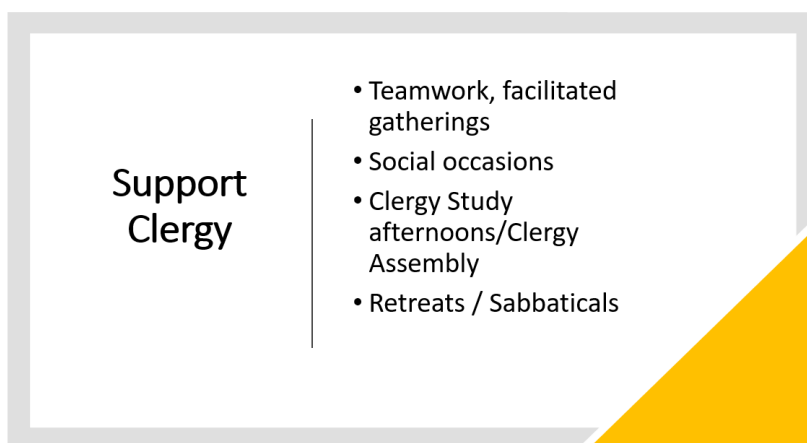 Support
Clergy
• Teamwork, facilitated
gatherings
• Social occasions
• Clergy Study
afternoons/Clergy
Assembly
• Retreats / Sabbaticals